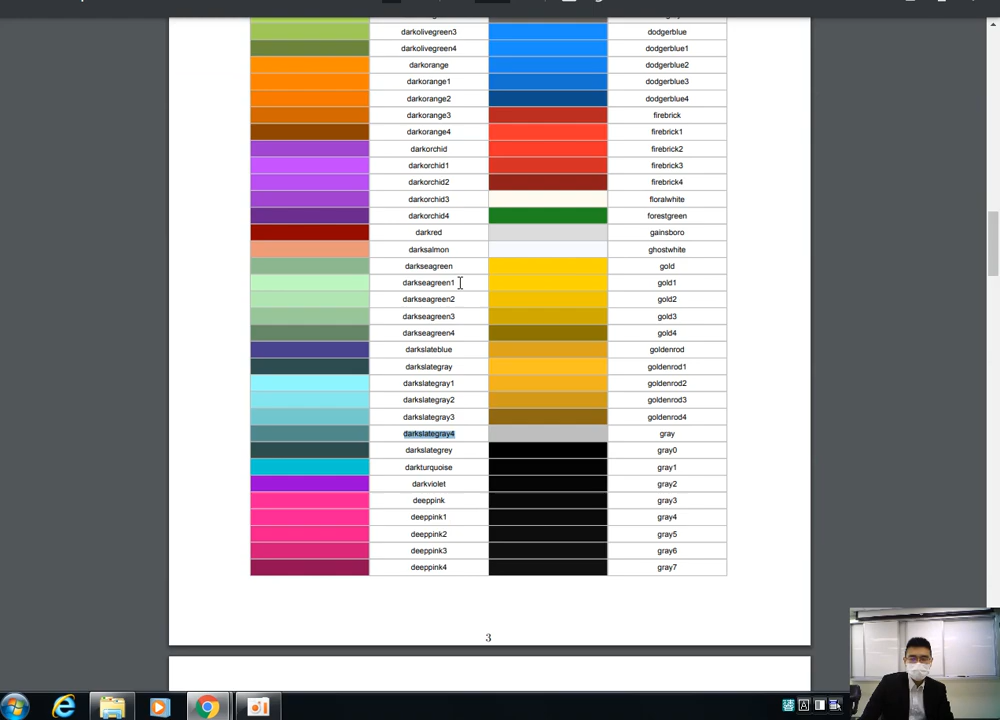 darkolivegreen3 dodgerblue
darkolivegreen4 dodgerblue1
darkorange dodgerblue2
darkorange1 dodgerblue3
darkorange2 dodgerblue4
darkorange3 firebrick
darkorange4 firebrick1
darkorchid firebrick2
darkorchid1 firebrick3
darkorchid2 firebrick4
darkorchid3 floralwhite
darkorchid4 forestgreen
darkred gainsboro
darksalmon ghostwhite
darkseagreen gold
darkseagreen1 gold1
darkseagreen2 gold2
darkseagreen3 gold3
darkseagreen4 gold4
darkslateblue goldenrod
darkslategray goldenrod1
darkslategray1 goldenrod2
darkslategray2 goldenrod3
darkslategray3 goldenrod4
darkslategray4 gray
darkslategrey gray0
darkturquoise gray1
darkviolet gray2
deeppink gray3
deeppink1 gray4
deeppink2 gray5
deeppink3 gray6
deeppink4 gray7
3
A